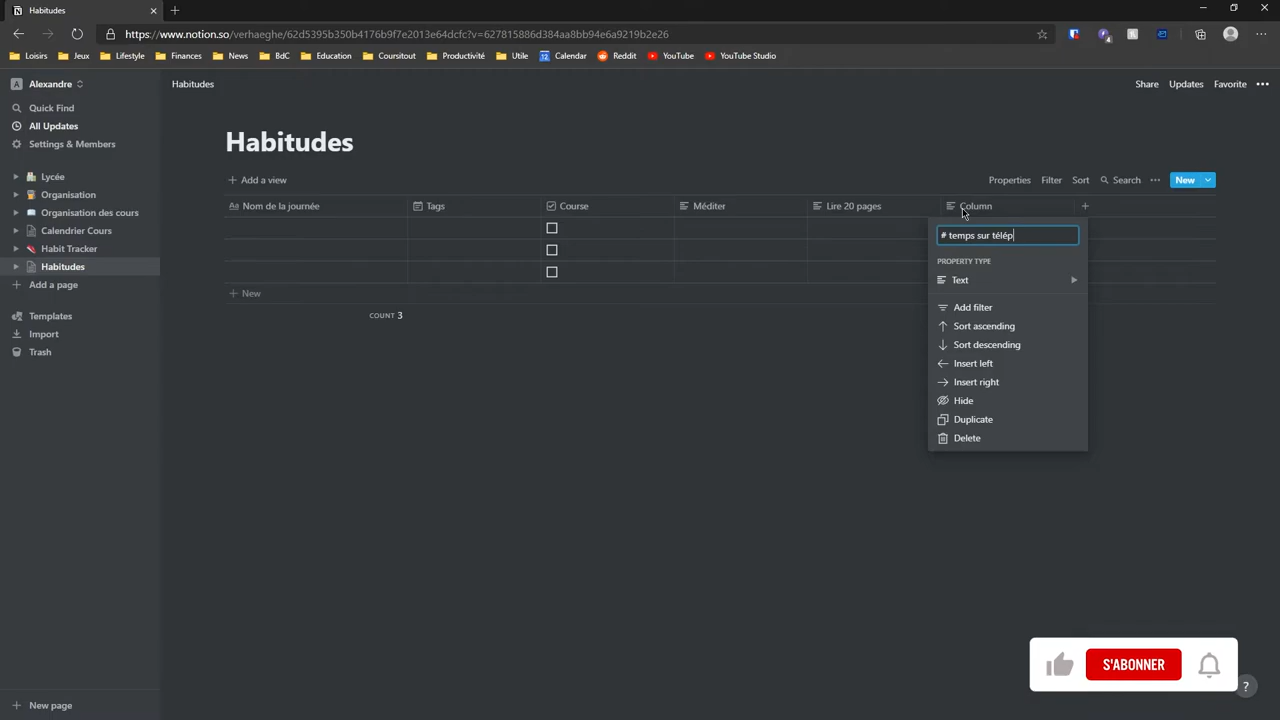 Habitudes
https://www.notion.so/verhaeghe/62d5395b350b4176b9f7e2013e64dcfc?v=627815886d384aa8bb94e6a9219b2e26
Loisirs Jeux Lifestyle Finances News BdC Education Coursitout Productivité Utile Calendar Reddit YouTube YouTube Studio
A Alexandre
Habitudes
Share Updates Favorite
Quick Find
All Updates
Settings & Members
Lycée
Organisation
Organisation des cours
Calendrier Cours
Habit Tracker
Habitudes
Add a page
Templates
Import
Trash
New page
Habitudes
Add a view
Properties Filter Sort Search New
Nom de la journée Tags Course Méditer Lire 20 pages Column
New
COUNT 3
# temps sur télép
PROPERTY TYPE
Text
Add filter
Sort ascending
Sort descending
Insert left
Insert right
Hide
Duplicate
Delete
S'ABONNER
?